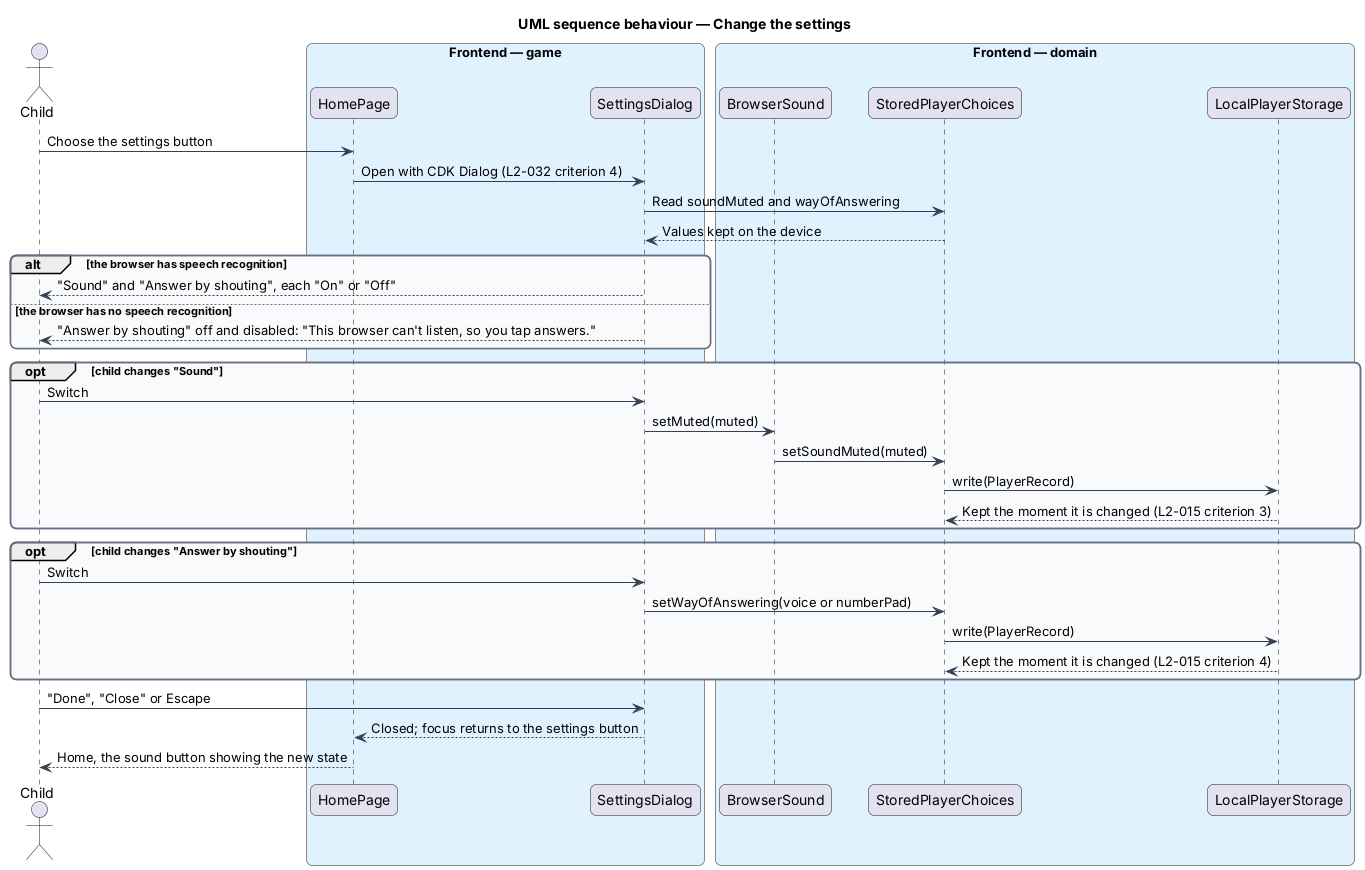 UML sequence behaviour — Change the settings
Frontend — game
Frontend — domain
Child
HomePage
SettingsDialog
BrowserSound
StoredPlayerChoices
LocalPlayerStorage
Choose the settings button
Open with CDK Dialog (L2-032 criterion 4)
Read soundMuted and wayOfAnswering
Values kept on the device
alt
[the browser has speech recognition]
"Sound" and "Answer by shouting", each "On" or "Off"
[the browser has no speech recognition]
"Answer by shouting" off and disabled: "This browser can't listen, so you tap answers."
opt
[child changes "Sound"]
Switch
setMuted(muted)
setSoundMuted(muted)
write(PlayerRecord)
Kept the moment it is changed (L2-015 criterion 3)
opt
[child changes "Answer by shouting"]
Switch
setWayOfAnswering(voice or numberPad)
write(PlayerRecord)
Kept the moment it is changed (L2-015 criterion 4)
"Done", "Close" or Escape
Closed; focus returns to the settings button
Home, the sound button showing the new state
Child
HomePage
SettingsDialog
BrowserSound
StoredPlayerChoices
LocalPlayerStorage